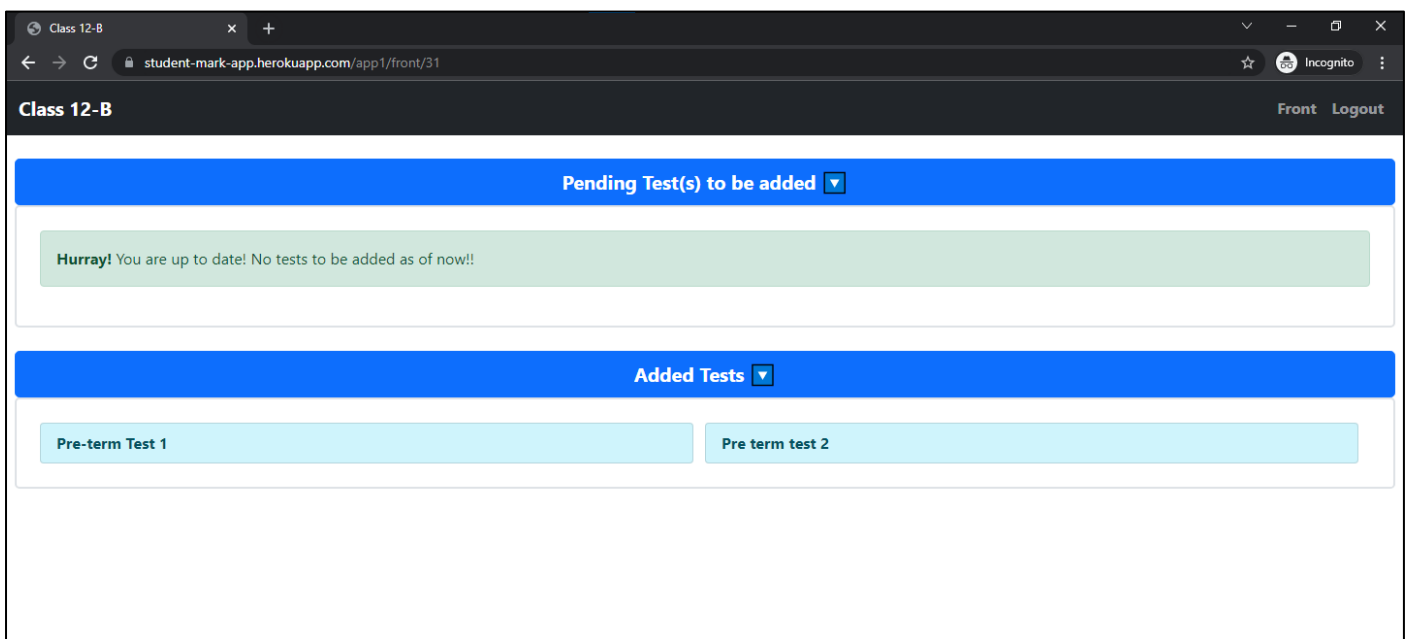 Class 12-B
student-mark-app.herokuapp.com/app1/front/31
Incognito
Class 12-B
Front Logout
Pending Test(s) to be added
Hurray! You are up to date! No tests to be added as of now!!
Added Tests
Pre-term Test 1
Pre term test 2